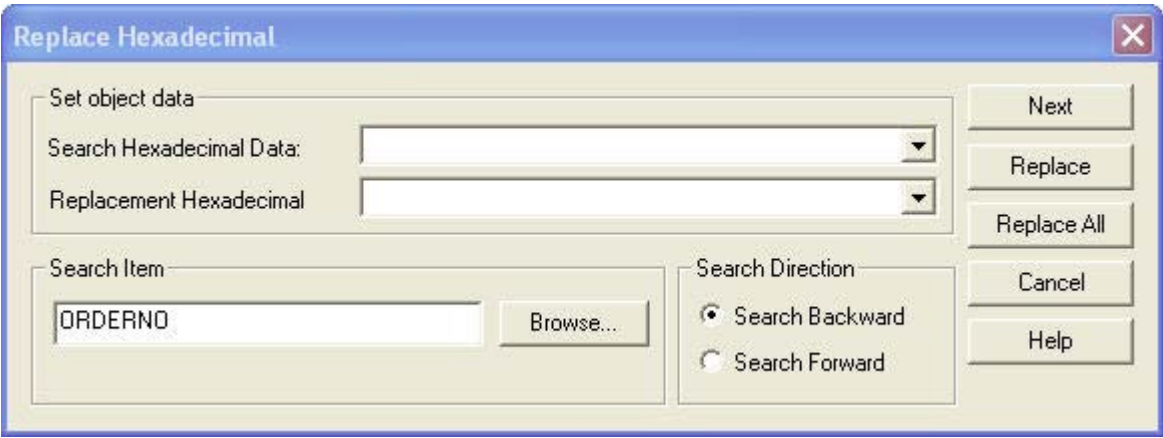 Replace Hexadecimal
Set object data
Search Hexadecimal Data:
Replacement Hexadecimal
Next
Replace
Replace All
Cancel
Help
Search Item
ORDERNO
Browse...
Search Direction
Search Backward
Search Forward